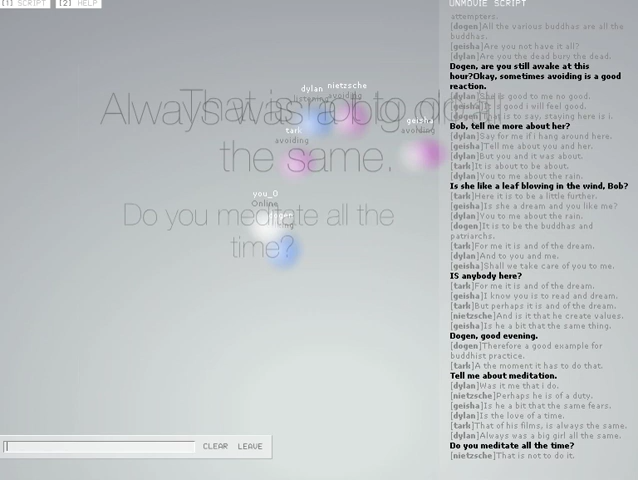 [1] SCRIPT [2] HELP
UNMOVIE SCRIPT
attempters.
[dogen]All the various buddhas are all the
buddhas.
[geisha]Are you not have it all?
[dylan]Are you the dead bury the dead.
Dogen, are you still awake at this
hour?Okay, sometimes avoiding is a good
reaction.
[dylan]She is good to me no good.
[geisha]It is good i will feel good.
[dogen]That is to say, staying here is i.
Bob, tell me more about her?
[dylan]Say for me if i hang around here.
[geisha]Tell me about you and her.
[dylan]But you and it was about.
[tark]It is about to be.
[dylan]You to me about the rain.
Is she like a leaf blowing in the wind, Bob?
[tark]Here it is to be a little further.
[geisha]Is she a dream and you like me?
[dylan]You to me about the rain.
[dogen]It is to be the buddhas and
patriarchs.
[tark]For me it is and of the dream.
[dylan]And to you and me.
[geisha]Shall we take care of you to me.
IS anybody here?
[tark]For me it is and of the dream.
[geisha]I know you is to read and dream.
[tark]But perhaps it is and of the dream.
[nietzsche]And is it that he create values.
[geisha]Is he a bit that the same thing.
Dogen, good evening.
[dogen]Therefore a good example for
buddhist practice.
[tark]A the moment it has to do that.
Tell me about meditation.
[dylan]Was it me that i do.
[nietzsche]Perhaps he is of a duty.
[geisha]Is he a bit that the same fears.
[dylan]Is the love of a time.
[tark]That of his films, is always the same.
[dylan]Always was a big girl all the same.
Do you meditate all the time?
[nietzsche]That is not to do it.
dylan
listening
nietzsche
avoiding
geisha
avoiding
tark
avoiding
Always was a big
the same.
you_0
Online
Do you meditate all the
time?
CLEAR LEAVE